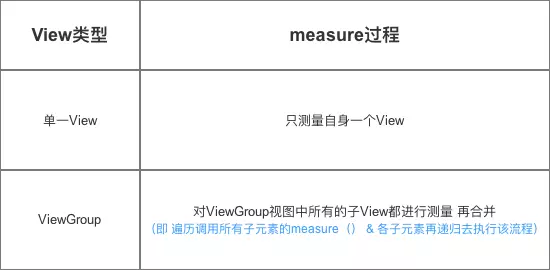 View类型
measure过程
单一View
只测量自身一个View
ViewGroup
对ViewGroup视图中所有的子View都进行测量 再合并
（即 遍历调用所有子元素的measure（） & 各子元素再递归去执行该流程）